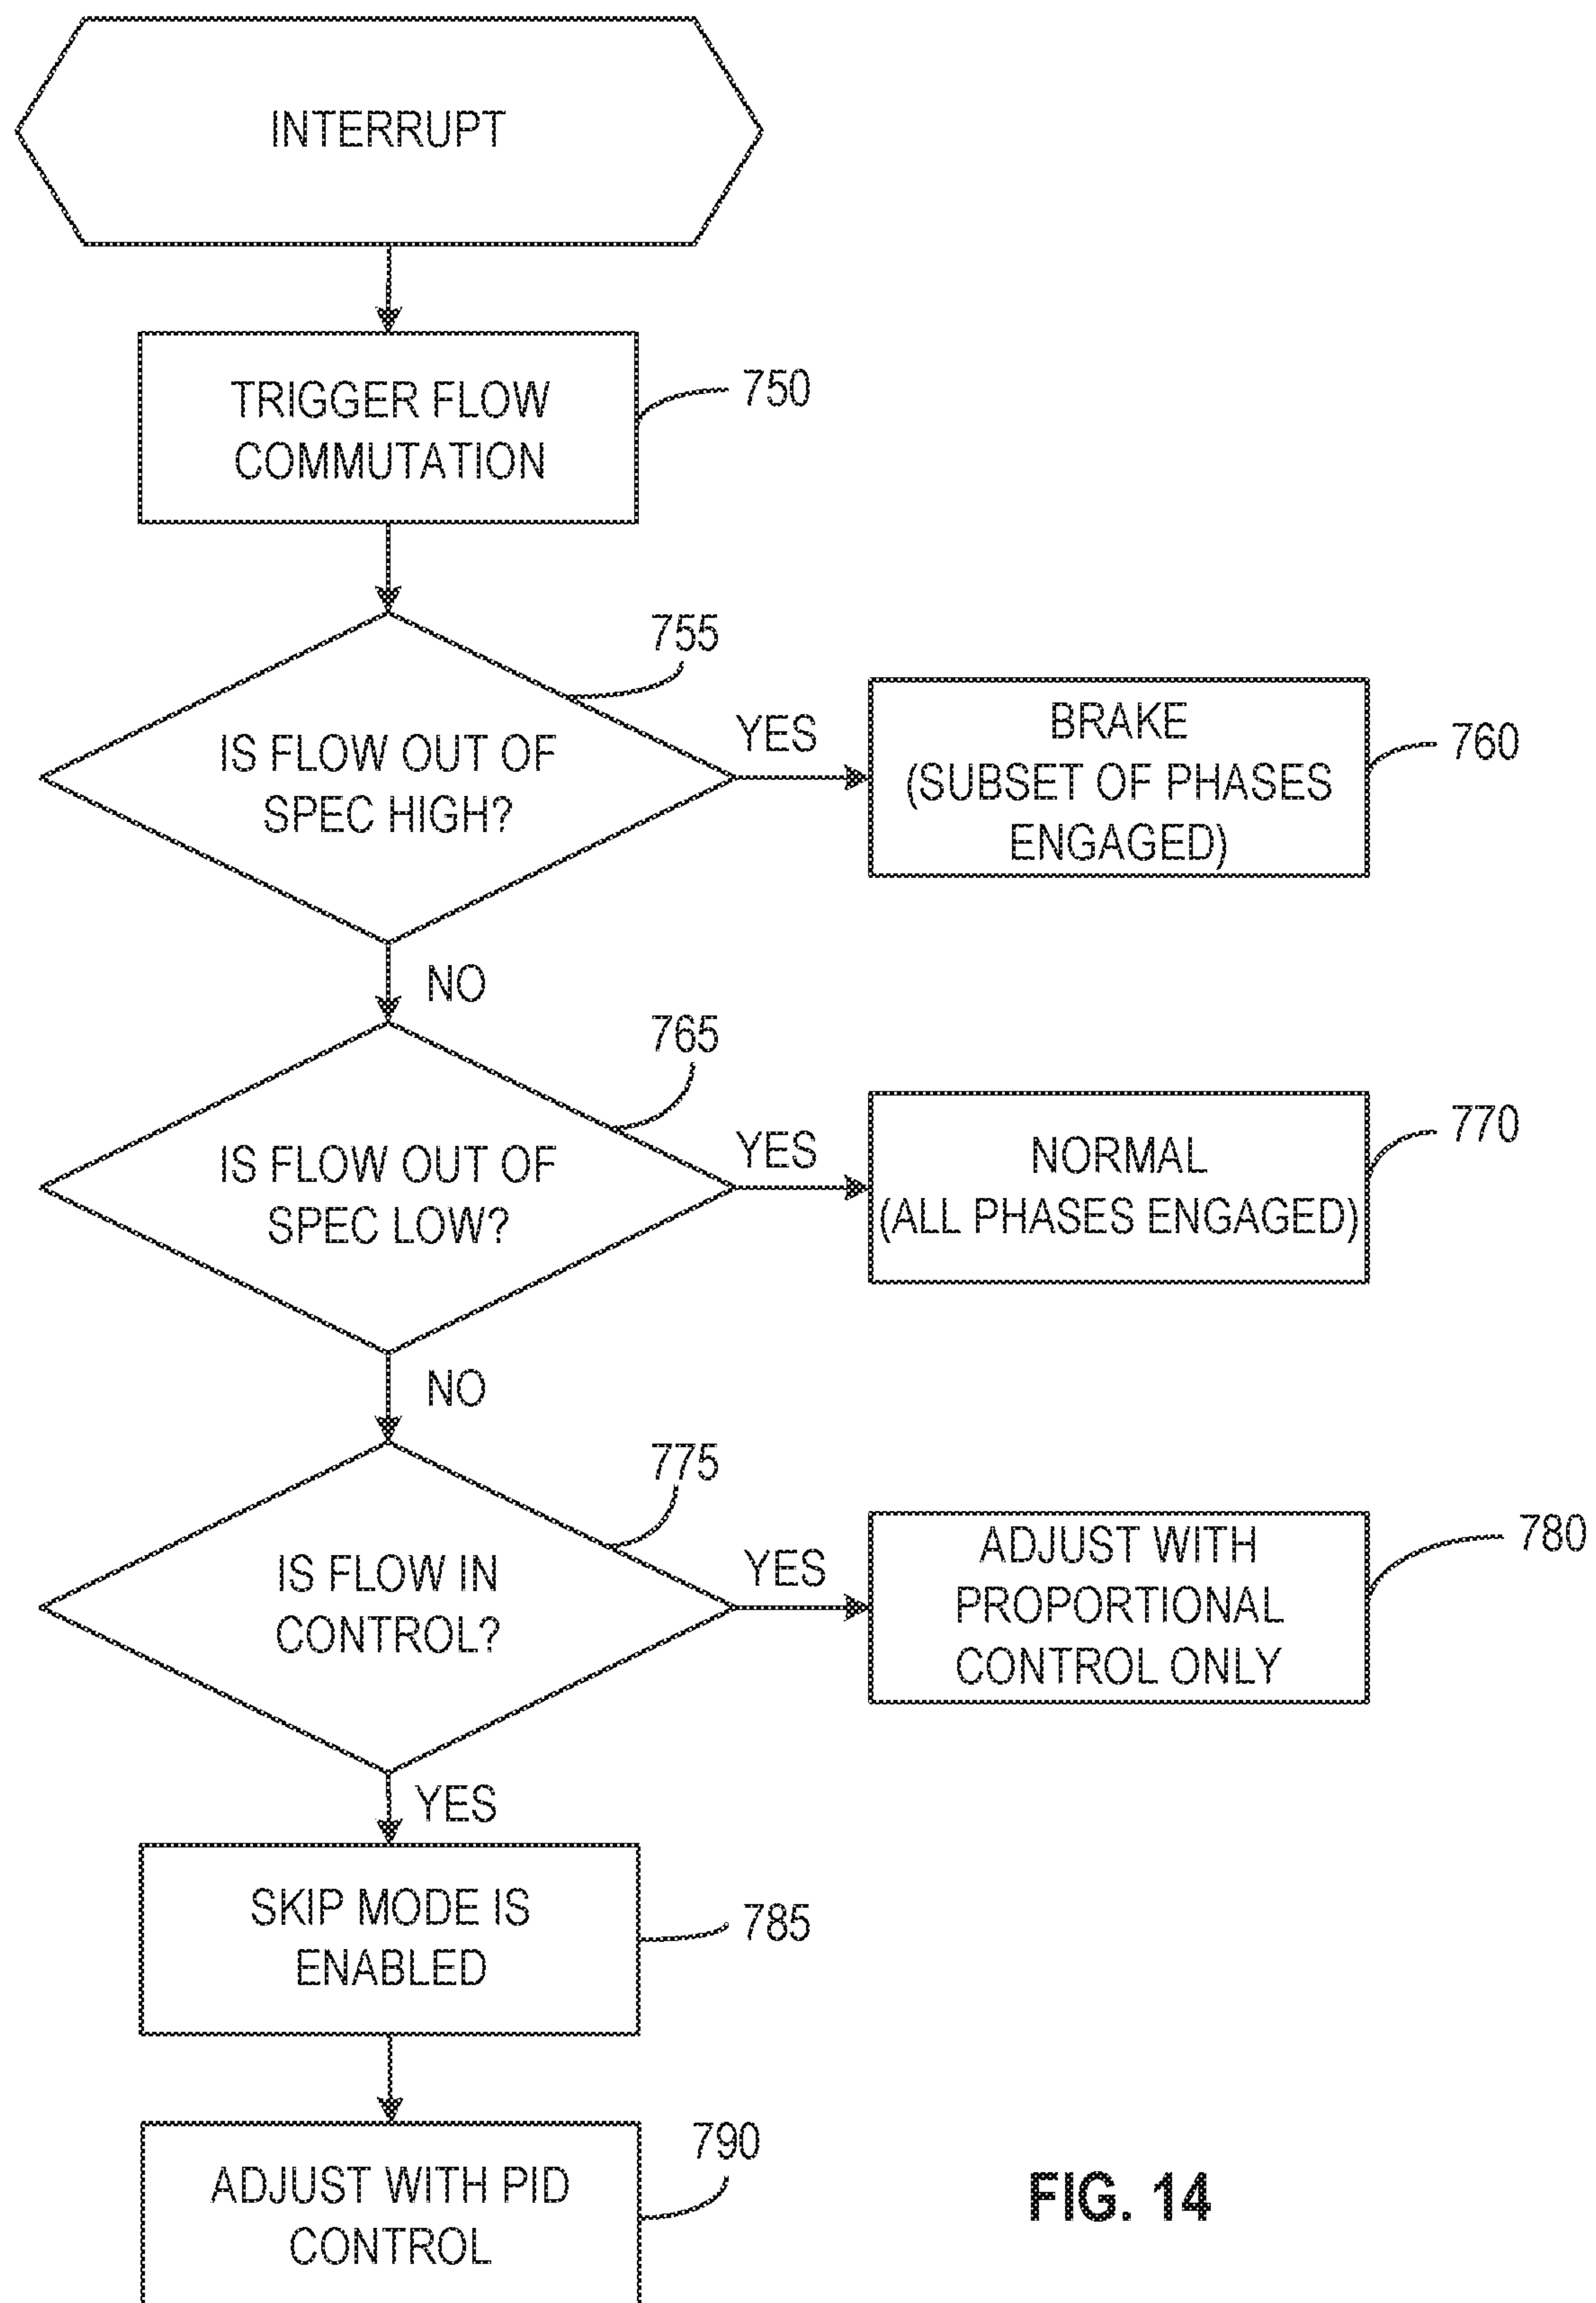 INTERRUPT
TRIGGER FLOW
COMMUTATION
750
755
IS FLOW OUT OF
SPEC HIGH?
YES
BRAKE
(SUBSET OF PHASES
ENGAGED)
760
NO
765
IS FLOW OUT OF
SPEC LOW?
YES
NORMAL
(ALL PHASES ENGAGED)
770
NO
775
IS FLOW IN
CONTROL?
YES
ADJUST WITH
PROPORTIONAL
CONTROL ONLY
780
YES
SKIP MODE IS
ENABLED
785
ADJUST WITH PID
CONTROL
790
FIG. 14